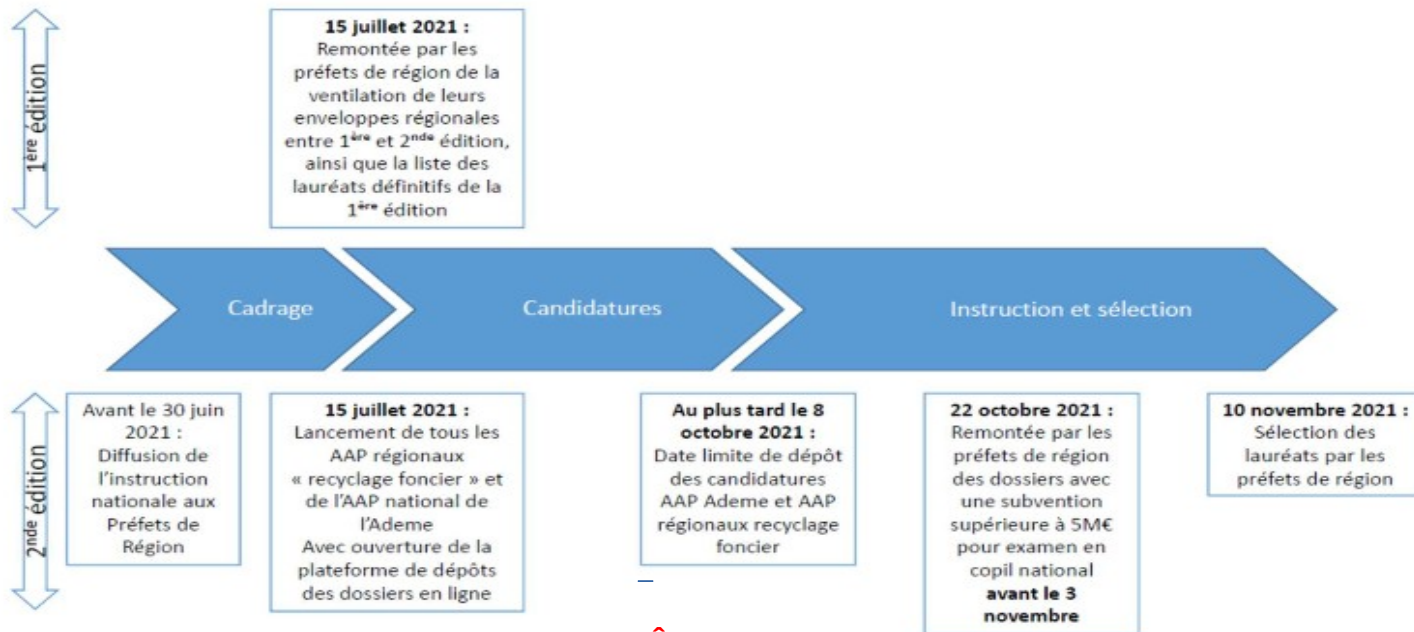 1ère édition
15 juillet 2021 :
Remontée par les
préfets de région de la
ventilation de leurs
enveloppes régionales
entre 1ère et 2nde édition,
ainsi que la liste des
lauréats définitifs de la
1ère édition
Cadrage
Candidatures
Instruction et sélection
2nde édition
Avant le 30 juin
2021 :
Diffusion de
l'instruction
nationale aux
Préfets de
Région
15 juillet 2021 :
Lancement de tous les
AAP régionaux
« recyclage foncier » et
de l'AAP national de
l'Ademe
Avec ouverture de la
plateforme de dépôts
des dossiers en ligne
Au plus tard le 8
octobre 2021 :
Date limite de dépôt
des candidatures
AAP Ademe et AAP
régionaux recyclage
foncier
22 octobre 2021 :
Remontée par les
préfets de région
des dossiers avec
une subvention
supérieure à 5M€
pour examen en
copil national
avant le 3
novembre
10 novembre 2021 :
Sélection des
lauréats par les
préfets de région